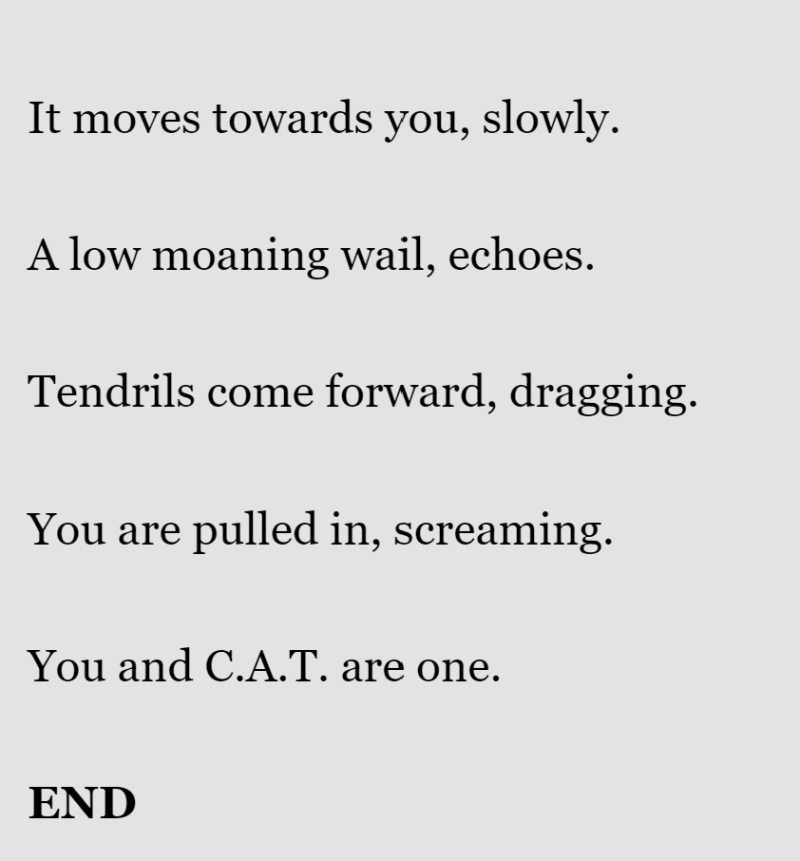 It moves towards you, slowly.
A low moaning wail, echoes.
Tendrils come forward, dragging.
You are pulled in, screaming.
You and C.A.T. are one.
END